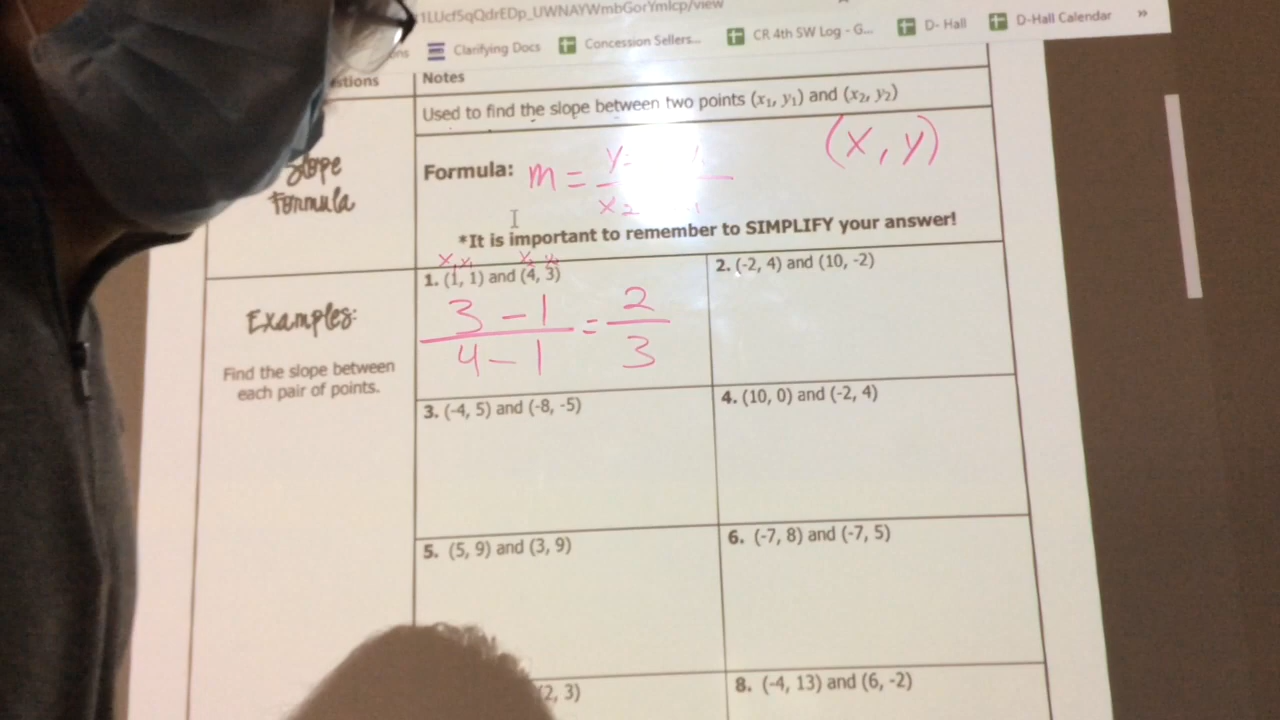 1LUcf5qQdrEDp_UWNAYWmbGorYmIcp/view
Clarifying Docs Concession Sellers... CR 4th SW Log - G... D- Hall D-Hall Calendar »
Notes
Used to find the slope between two points (x₁, y₁) and (x₂, y₂)
Slope
Formula
Formula: m =
(x, y)
*It is important to remember to SIMPLIFY your answer!
x₁ y₁ x₂ y₂
1. (1, 1) and (4, 3)
3 - 1 = 2
4 - 1 3
2. (-2, 4) and (10, -2)
Examples:
Find the slope between
each pair of points.
3. (-4, 5) and (-8, -5)
4. (10, 0) and (-2, 4)
5. (5, 9) and (3, 9)
6. (-7, 8) and (-7, 5)
(2, 3)
8. (-4, 13) and (6, -2)